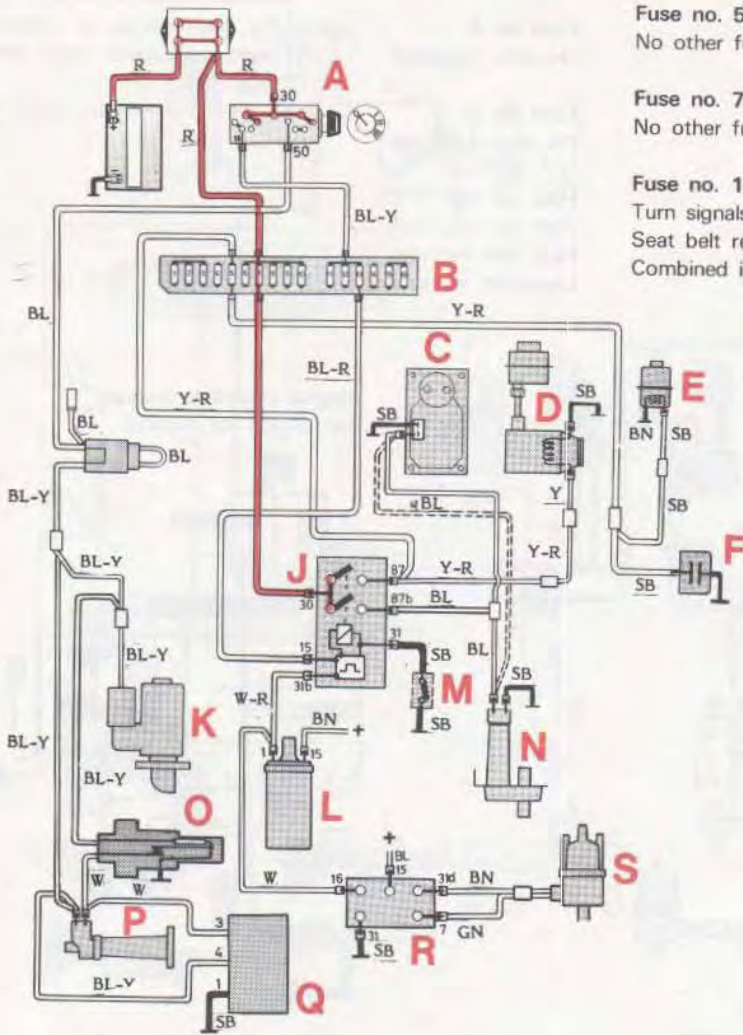 Fuse no. 5
No other f
Fuse no. 7
No other f
Fuse no. 1
Turn signals
Seat belt re
Combined i
R
R
A
30
R
50
+
BL-Y
B
Y-R
C
BL
BL-R
D
SB
E
Y-R
SB
BN
SB
BL
BL
Y
SB
BL-Y
BL
F
BL-Y
J
87
Y-R
Y-R
SB
30
87b
BL
15
31
SB
BL
BL-Y
31b
M
SB
W-R
SB
BN
+
N
K
1
15
BL-Y
BL-Y
L
O
S
+
BL
W
16
15
31d
BN
W
W
P
3
31
7
GN
SB
R
4
BL-Y
1
Q
SB